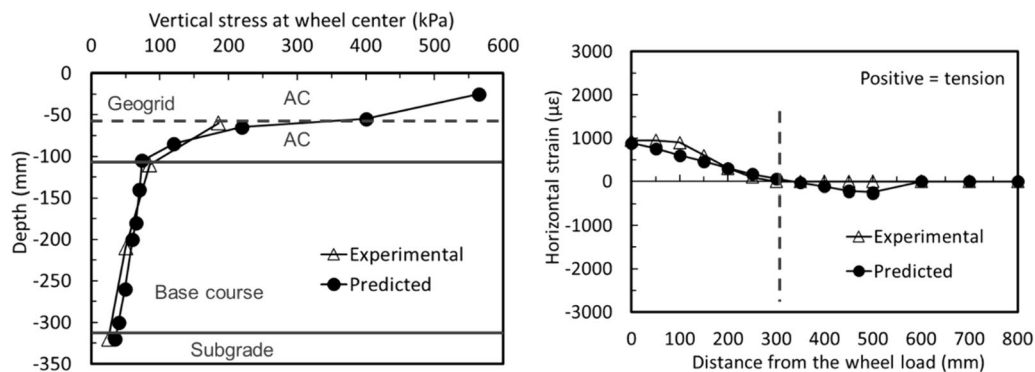 Vertical stress at wheel center (kPa)
0 100 200 300 400 500 600
0
-50
-100
-150
-200
-250
-300
-350
Depth (mm)
Geogrid
AC
AC
Experimental
Predicted
Base course
Subgrade
3000
2000
1000
0
-1000
-2000
-3000
Horizontal strain (με)
Positive = tension
Experimental
Predicted
0 100 200 300 400 500 600 700 800
Distance from the wheel load (mm)